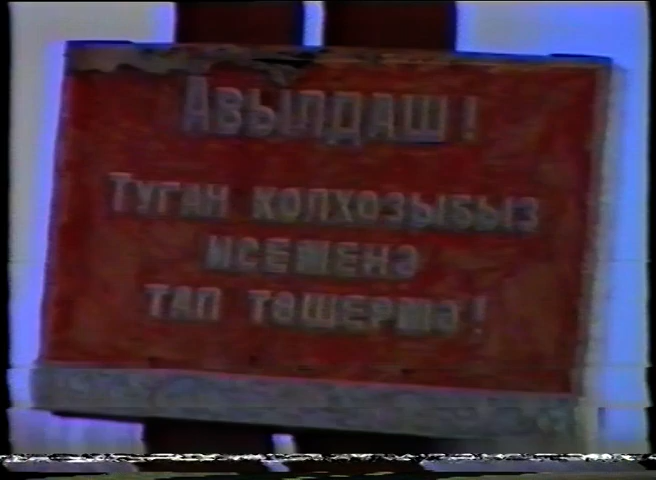 Авылдаш!
Туган колхозыбыз
исеменә
тап төшермә!